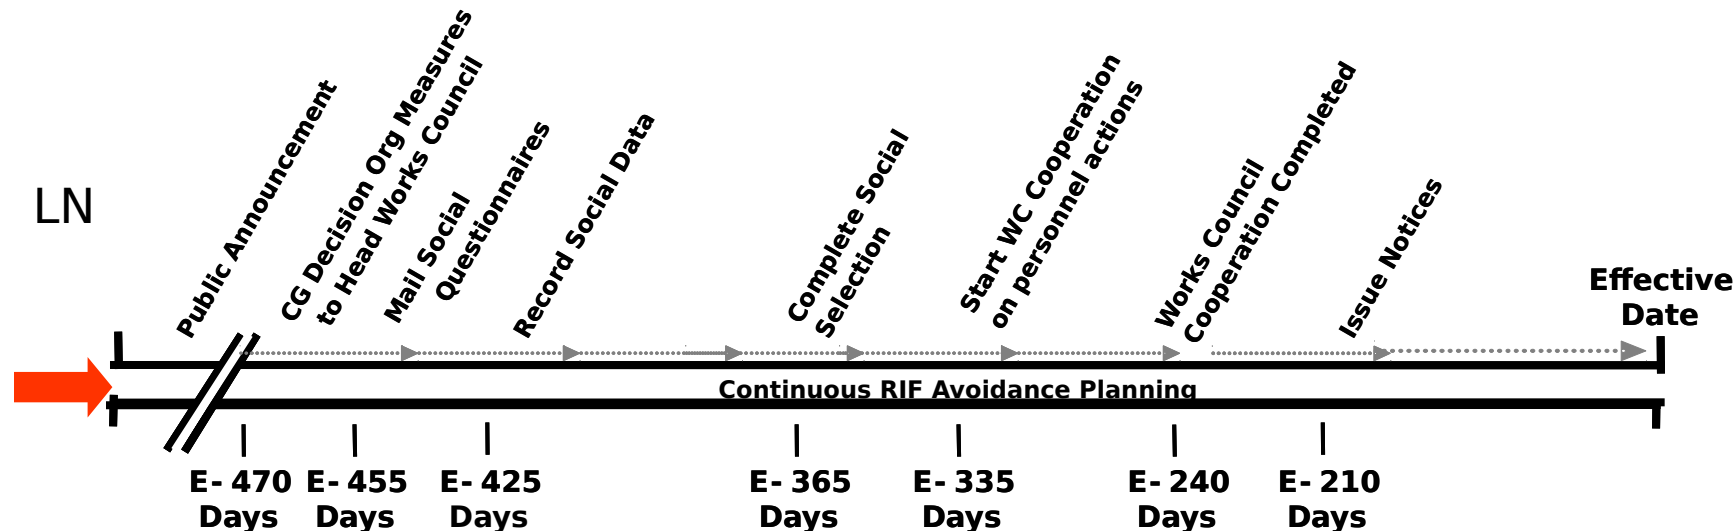 LN
Public Announcement
CG Decision Org Measures
to Head Works Council
Mail Social
Questionnaires
Record Social Data
Complete Social
Selection
Start WC Cooperation
on personnel actions
Works Council
Cooperation Completed
Issue Notices
Effective
Date
Continuous RIF Avoidance Planning
E- 470
Days
E- 455
Days
E- 425
Days
E- 365
Days
E- 335
Days
E- 240
Days
E- 210
Days